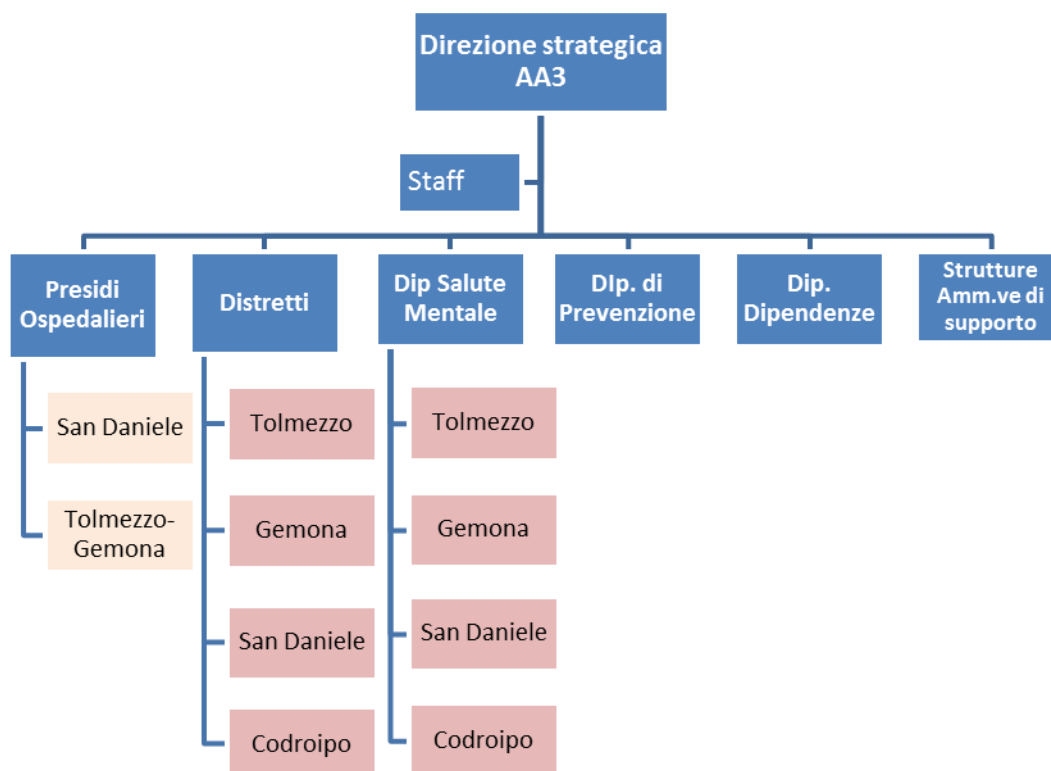 Direzione strategica
AA3
Staff
Presidi
Ospedalieri
Distretti
Dip Salute
Mentale
DIp. di
Prevenzione
Dip.
Dipendenze
Strutture
Amm.ve di
supporto
San Daniele
Tolmezzo-
Gemona
Tolmezzo
Gemona
San Daniele
Codroipo
Tolmezzo
Gemona
San Daniele
Codroipo